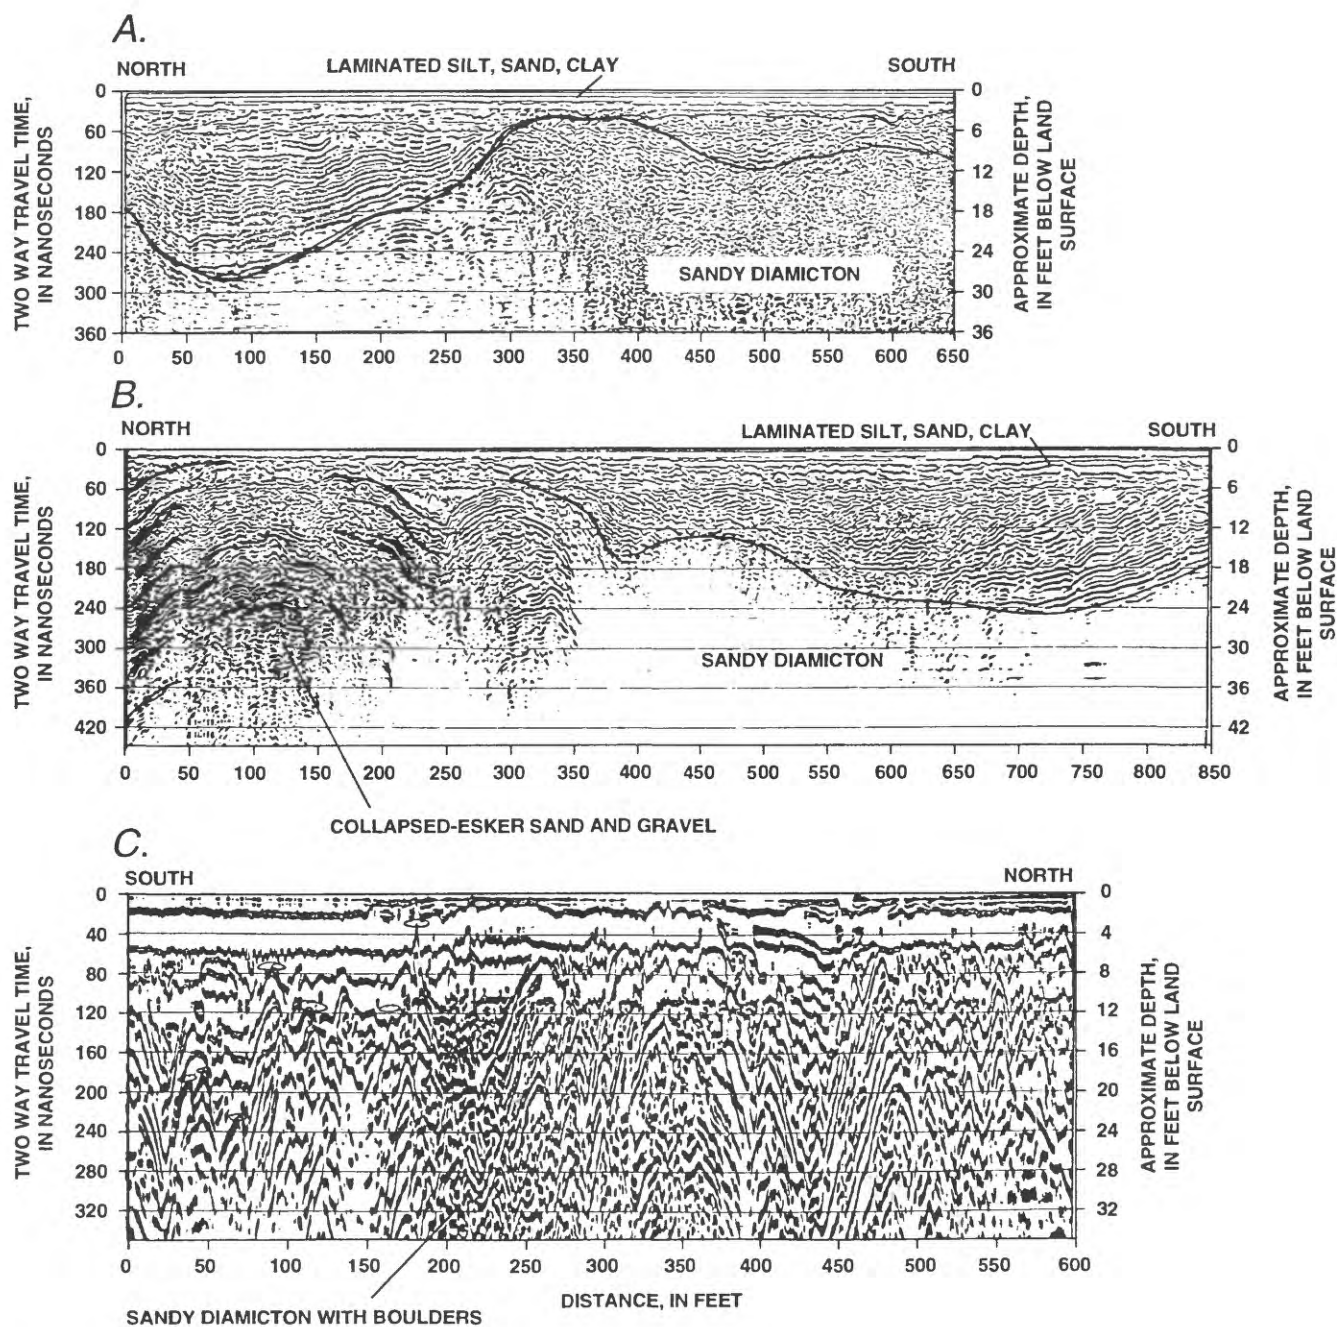 A.
NORTH
LAMINATED SILT, SAND, CLAY
SOUTH
TWO WAY TRAVEL TIME,
IN NANOSECONDS
0
60
120
180
240
300
360
0
6
12
18
24
30
36
APPROXIMATE DEPTH,
IN FEET BELOW LAND
SURFACE
SANDY DIAMICTON
0 50 100 150 200 250 300 350 400 450 500 550 600 650
B.
NORTH
LAMINATED SILT, SAND, CLAY
SOUTH
TWO WAY TRAVEL TIME,
IN NANOSECONDS
0
60
120
180
240
300
360
420
0
6
12
18
24
30
36
42
APPROXIMATE DEPTH,
IN FEET BELOW LAND
SURFACE
SANDY DIAMICTON
0 50 100 150 200 250 300 350 400 450 500 550 600 650 700 750 800 850
COLLAPSED-ESKER SAND AND GRAVEL
C.
SOUTH
NORTH
TWO WAY TRAVEL TIME,
IN NANOSECONDS
0
40
80
120
160
200
240
280
320
0
4
8
12
16
20
24
28
32
APPROXIMATE DEPTH,
IN FEET BELOW LAND
SURFACE
0 50 100 150 200 250 300 350 400 450 500 550 600
DISTANCE, IN FEET
SANDY DIAMICTON WITH BOULDERS